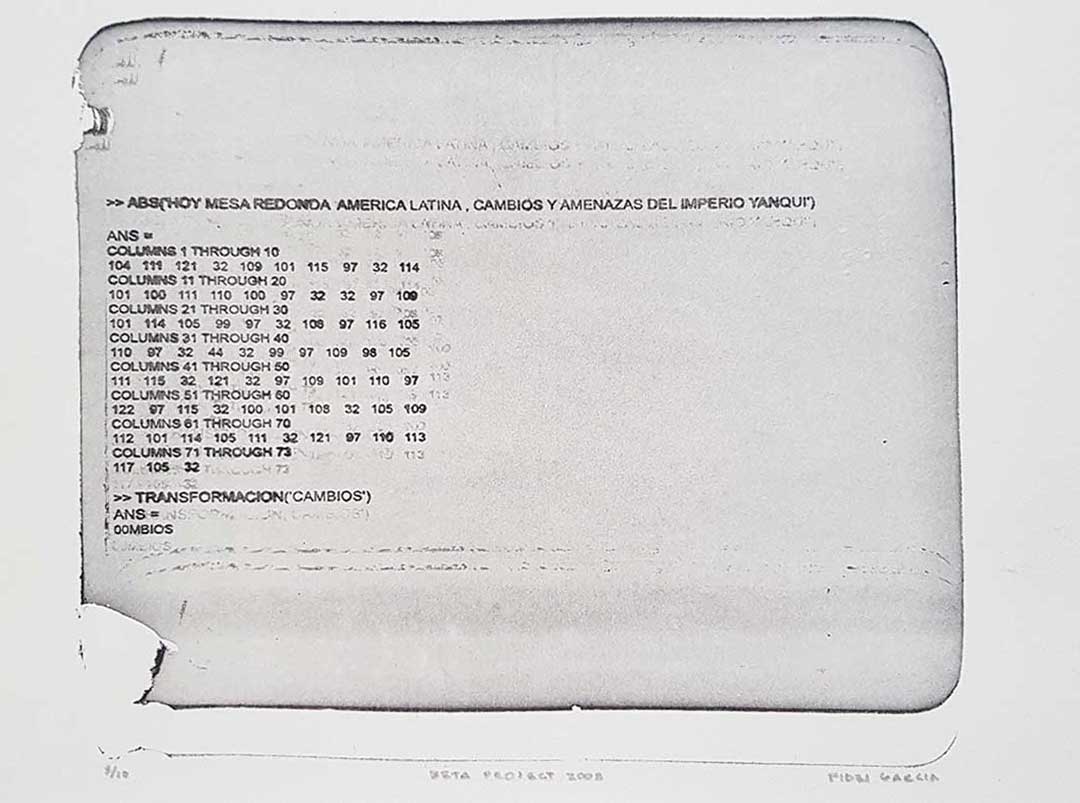 >> ABS('HOY MESA REDONDA AMERICA LATINA , CAMBIOS Y AMENAZAS DEL IMPERIO YANQUI')
ANS =
COLUMNS 1 THROUGH 10
104 111 121 32 109 101 115 97 32 114
COLUMNS 11 THROUGH 20
101 100 111 110 100 97 32 32 97 109
COLUMNS 21 THROUGH 30
101 114 105 99 97 32 108 97 116 105
COLUMNS 31 THROUGH 40
110 97 32 44 32 99 97 109 98 105
COLUMNS 41 THROUGH 50
111 115 32 121 32 97 109 101 110 97
COLUMNS 51 THROUGH 60
122 97 115 32 100 101 108 32 105 109
COLUMNS 61 THROUGH 70
112 101 114 105 111 32 121 97 110 113
COLUMNS 71 THROUGH 73
117 105 32
>> TRANSFORMACION('CAMBIOS')
ANS =
00MBIOS
BETA PROJECT 2008 FIDEL GARCIA